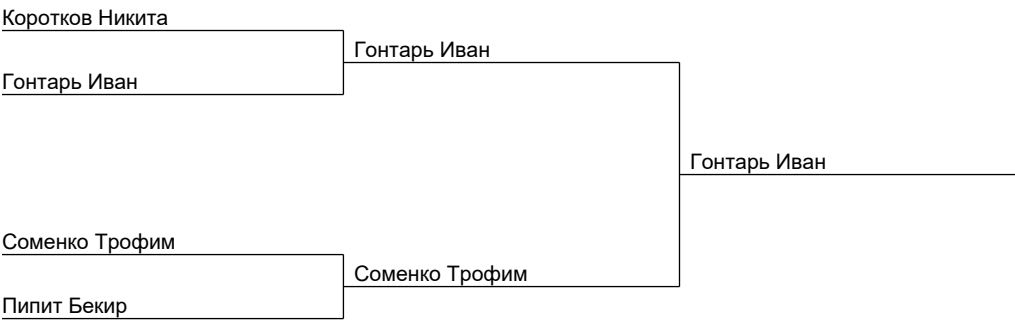 Коротков Никита
Гонтарь Иван
Гонтарь Иван
Гонтарь Иван
Соменко Трофим
Соменко Трофим
Пипит Бекир